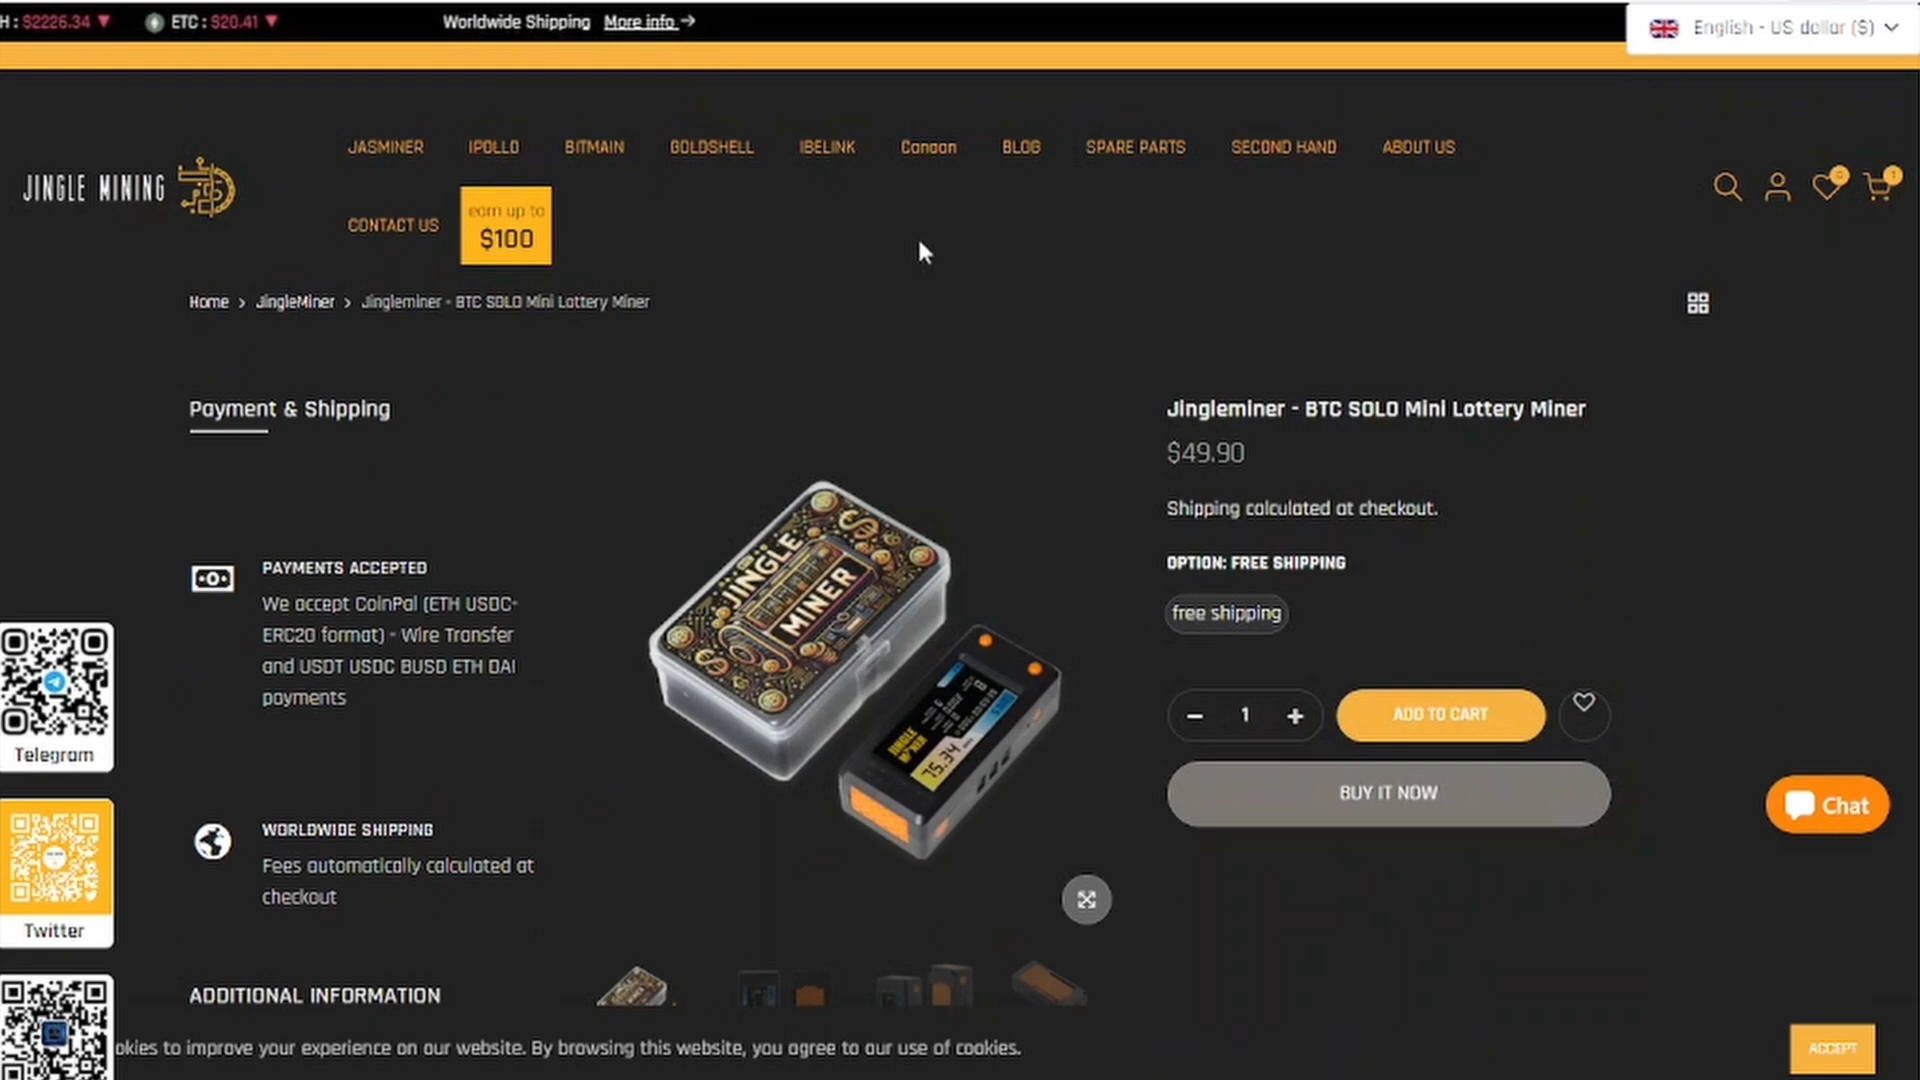 H : $2226.34 ▼ ETC : $20.41 ▼ Worldwide Shipping More info → English - US dollar ($)
JINGLE MINING
JASMINER IPOLLO BITMAIN GOLDSHELL IBELINK Canaan BLOG SPARE PARTS SECOND HAND ABOUT US
0 1
CONTACT US
earn up to
$100
Home > JingleMiner > Jingleminer - BTC SOLO Mini Lottery Miner
Payment & Shipping
PAYMENTS ACCEPTED
We accept CoinPal (ETH USDC-
ERC20 format) - Wire Transfer
and USDT USDC BUSD ETH DAI
payments
WORLDWIDE SHIPPING
Fees automatically calculated at
checkout
ADDITIONAL INFORMATION
JINGLE
MINER
JINGLE
75.34
Jingleminer - BTC SOLO Mini Lottery Miner
$49.90
Shipping calculated at checkout.
OPTION: FREE SHIPPING
free shipping
− 1 + ADD TO CART
BUY IT NOW
Chat
Telegram
Twitter
okies to improve your experience on our website. By browsing this website, you agree to our use of cookies.
ACCEPT